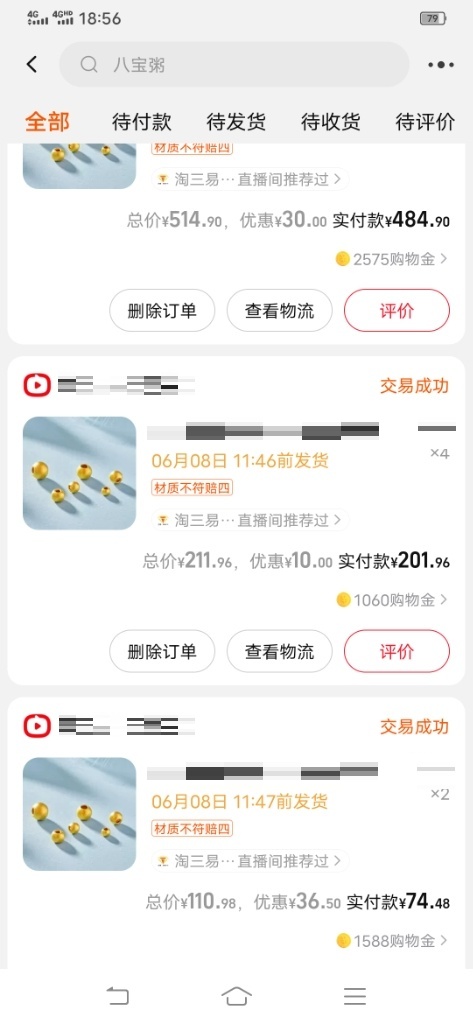 4G 4GHD 18:56 79
八宝粥
全部 待付款 待发货 待收货 待评价
材质不符赔四
淘三易… 直播间推荐过
总价¥514.90，优惠¥30.00 实付款¥484.90
2575购物金
删除订单 查看物流 评价
交易成功
×4
06月08日 11:46前发货
材质不符赔四
淘三易… 直播间推荐过
总价¥211.96，优惠¥10.00 实付款¥201.96
1060购物金
删除订单 查看物流 评价
交易成功
×2
06月08日 11:47前发货
材质不符赔四
淘三易… 直播间推荐过
总价¥110.98，优惠¥36.50 实付款¥74.48
1588购物金